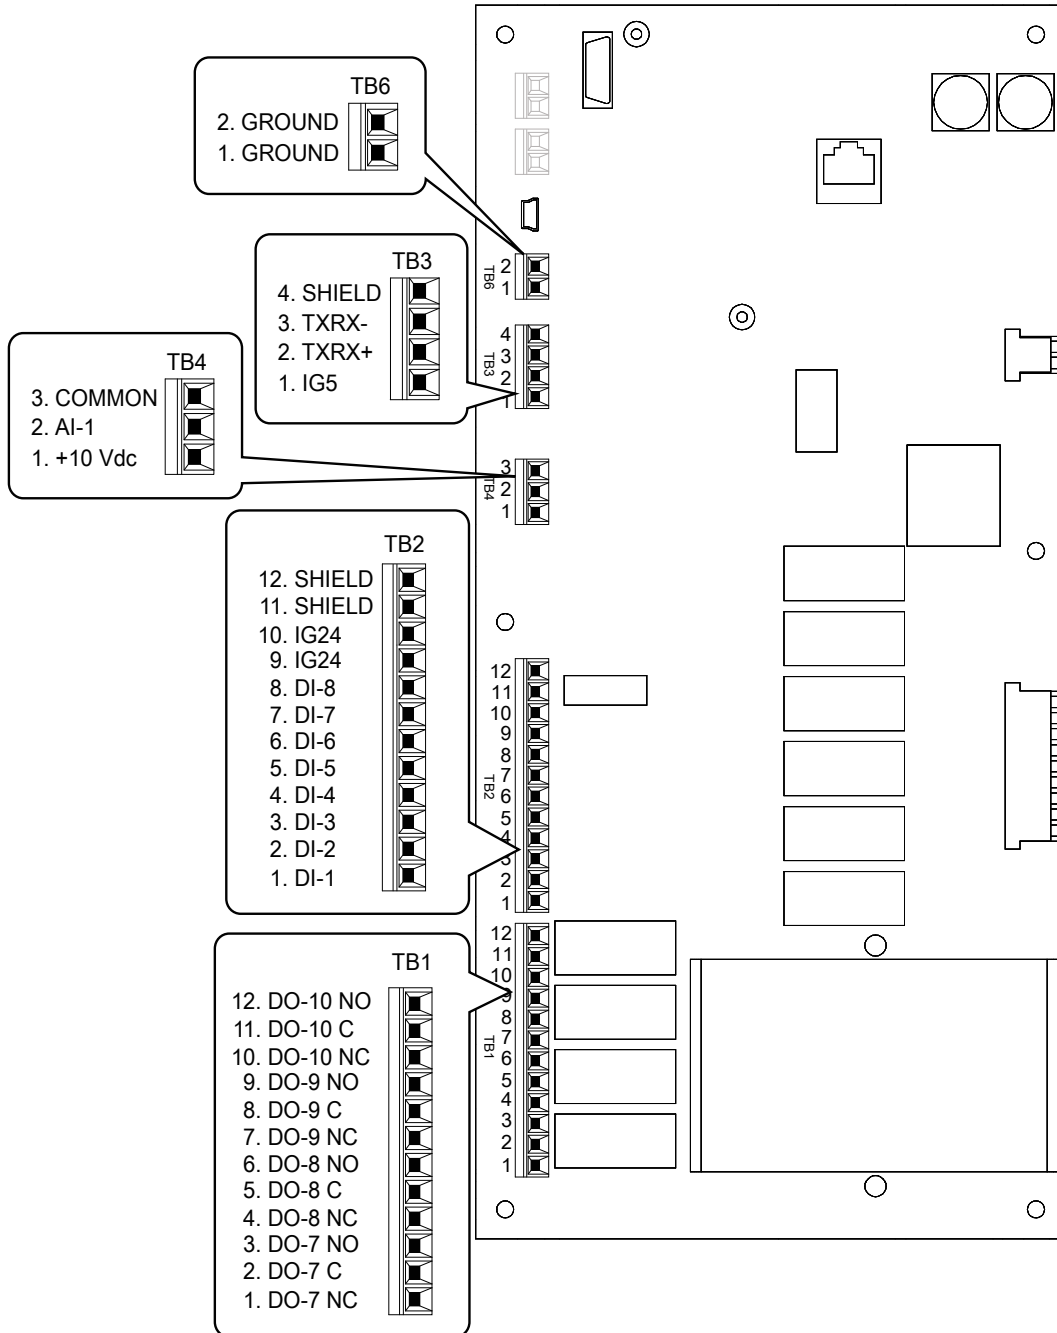 TB6
2. GROUND
1. GROUND
TB6
2
1
TB3
4. SHIELD
3. TXRX-
2. TXRX+
1. IG5
TB3
4
3
2
1
TB4
3. COMMON
2. AI-1
1. +10 Vdc
TB4
3
2
1
TB2
12. SHIELD
11. SHIELD
10. IG24
9. IG24
8. DI-8
7. DI-7
6. DI-6
5. DI-5
4. DI-4
3. DI-3
2. DI-2
1. DI-1
TB2
12
11
10
9
8
7
6
5
4
3
2
1
TB1
12. DO-10 NO
11. DO-10 C
10. DO-10 NC
9. DO-9 NO
8. DO-9 C
7. DO-9 NC
6. DO-8 NO
5. DO-8 C
4. DO-8 NC
3. DO-7 NO
2. DO-7 C
1. DO-7 NC
TB1
12
11
10
9
8
7
6
5
4
3
2
1